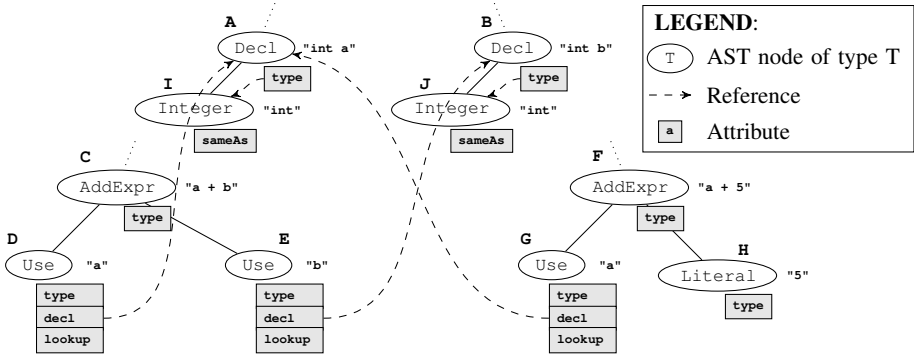 A
B
LEGEND:
Decl "int a"
Decl "int b"
T AST node of type T
type
type
I
J
Reference
Integer "int"
Integer "int"
a Attribute
sameAs
sameAs
C
F
AddExpr "a + b"
AddExpr "a + 5"
type
type
D
E
G
H
Use "a"
Use "b"
Use "a"
Literal "5"
type
type
type
type
decl
decl
decl
lookup
lookup
lookup